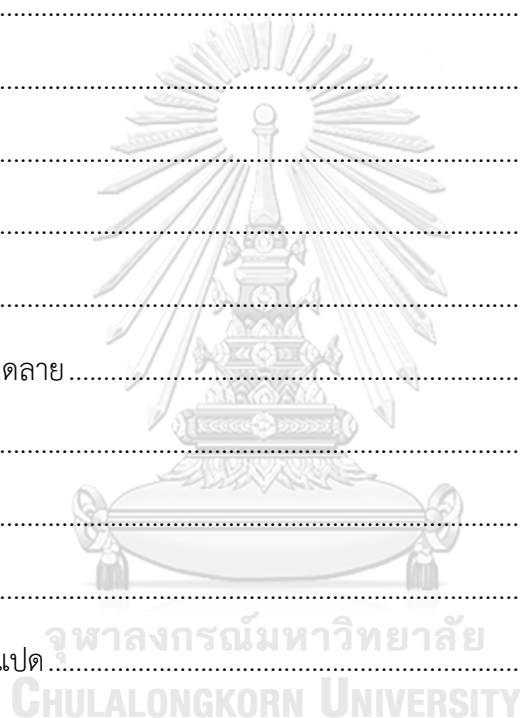 ................................................................
................................................................
................................................................
................................................................
................................................................
ดลาย................................................................
................................................................
................................................................
................................................................
จุฬาลงกรณ์มหาวิทยาลัย
แปด................................................................
CHULALONGKORN UNIVERSITY